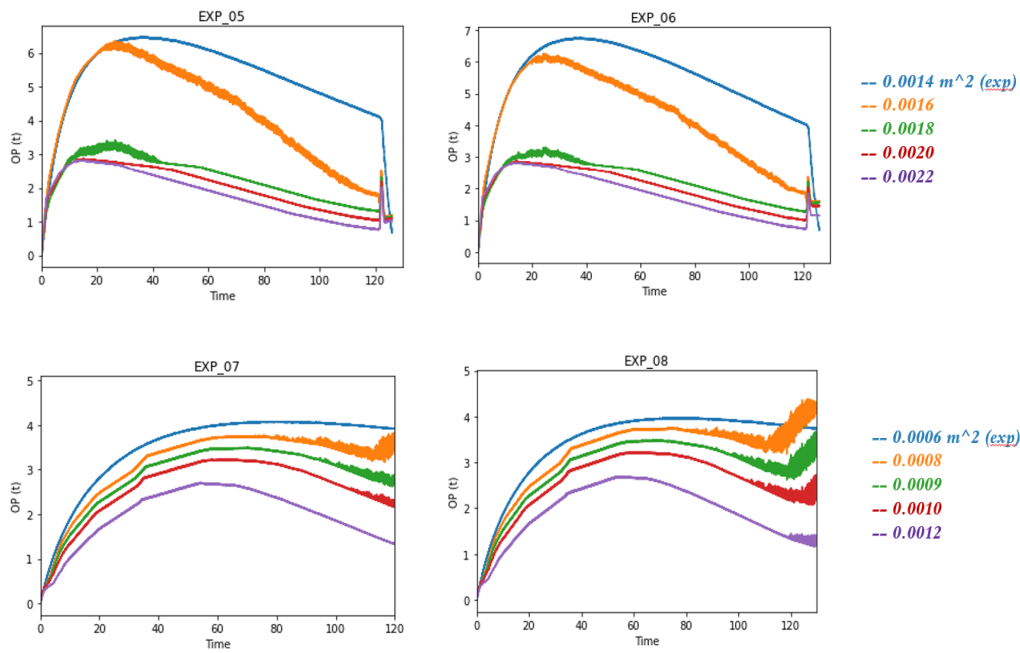 EXP_05
6
5
4
3
2
1
0
OP (t)
0 20 40 60 80 100 120
Time
EXP_06
7
6
5
4
3
2
1
0
OP (t)
0 20 40 60 80 100 120
Time
-- 0.0014 m^2 (exp)
-- 0.0016
-- 0.0018
-- 0.0020
-- 0.0022
EXP_07
5
4
3
2
1
0
OP (t)
0 20 40 60 80 100 120
Time
EXP_08
5
4
3
2
1
0
OP (t)
0 20 40 60 80 100 120
Time
-- 0.0006 m^2 (exp)
-- 0.0008
-- 0.0009
-- 0.0010
-- 0.0012